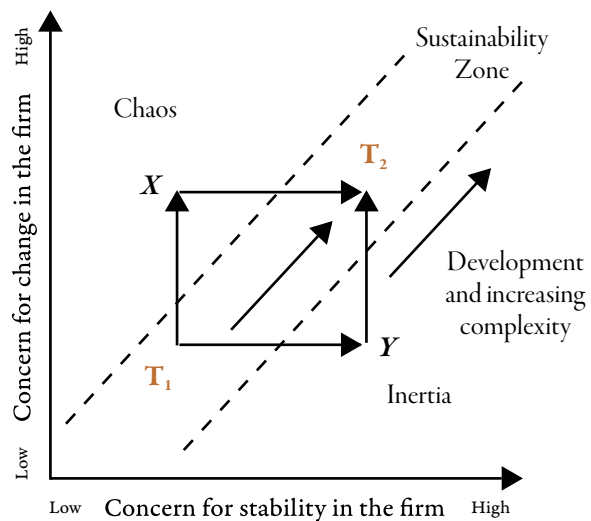 High
Sustainability
Zone
Chaos
Concern for change in the firm
T2
X
Development
and increasing
complexity
Y
T1
Inertia
Low
Low
Concern for stability in the firm
High